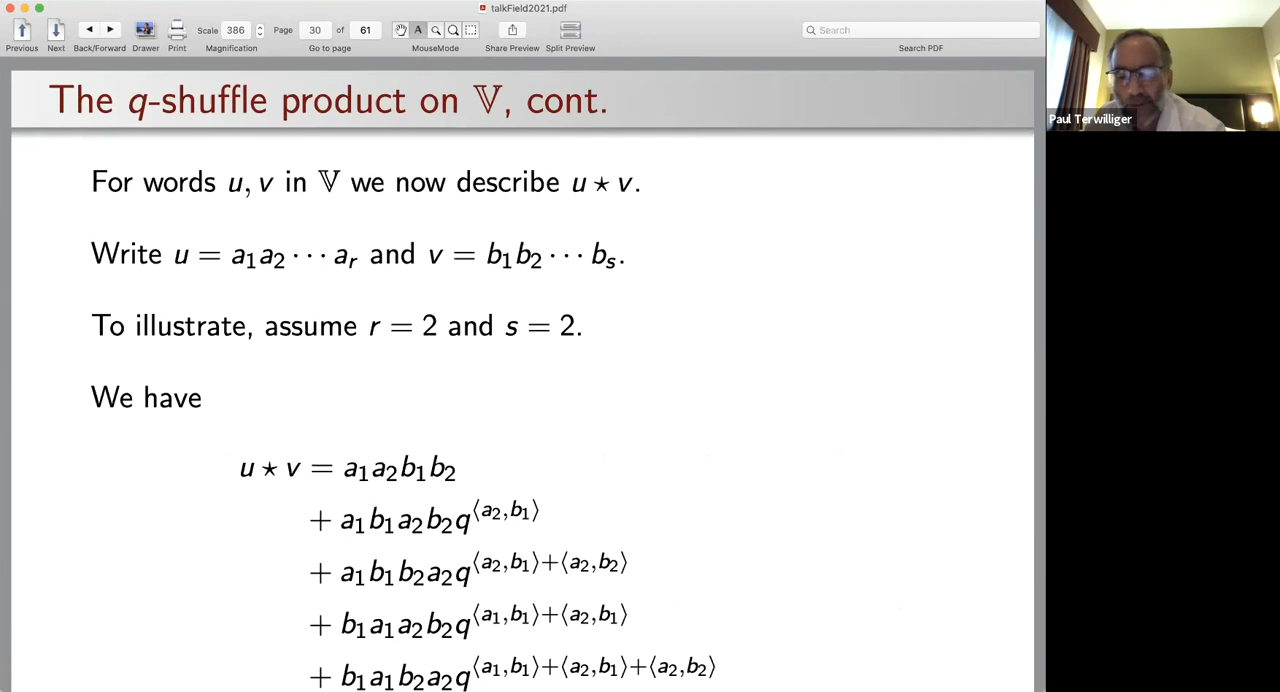 talkField2021.pdf
Scale 386 Page 30 of 61 Search
Previous Next Back/Forward Drawer Print Magnification Go to page MouseMode Share Preview Split Preview Search PDF
The q-shuffle product on 𝕍, cont.
Paul Terwilliger
For words u, v in 𝕍 we now describe u ⋆ v.
Write u = a₁a₂ ⋯ aᵣ and v = b₁b₂ ⋯ bₛ.
To illustrate, assume r = 2 and s = 2.
We have
u ⋆ v = a₁a₂b₁b₂
+ a₁b₁a₂b₂q^⟨a₂,b₁⟩
+ a₁b₁b₂a₂q^⟨a₂,b₁⟩+⟨a₂,b₂⟩
+ b₁a₁a₂b₂q^⟨a₁,b₁⟩+⟨a₂,b₁⟩
+ b₁a₁b₂a₂q^⟨a₁,b₁⟩+⟨a₂,b₁⟩+⟨a₂,b₂⟩